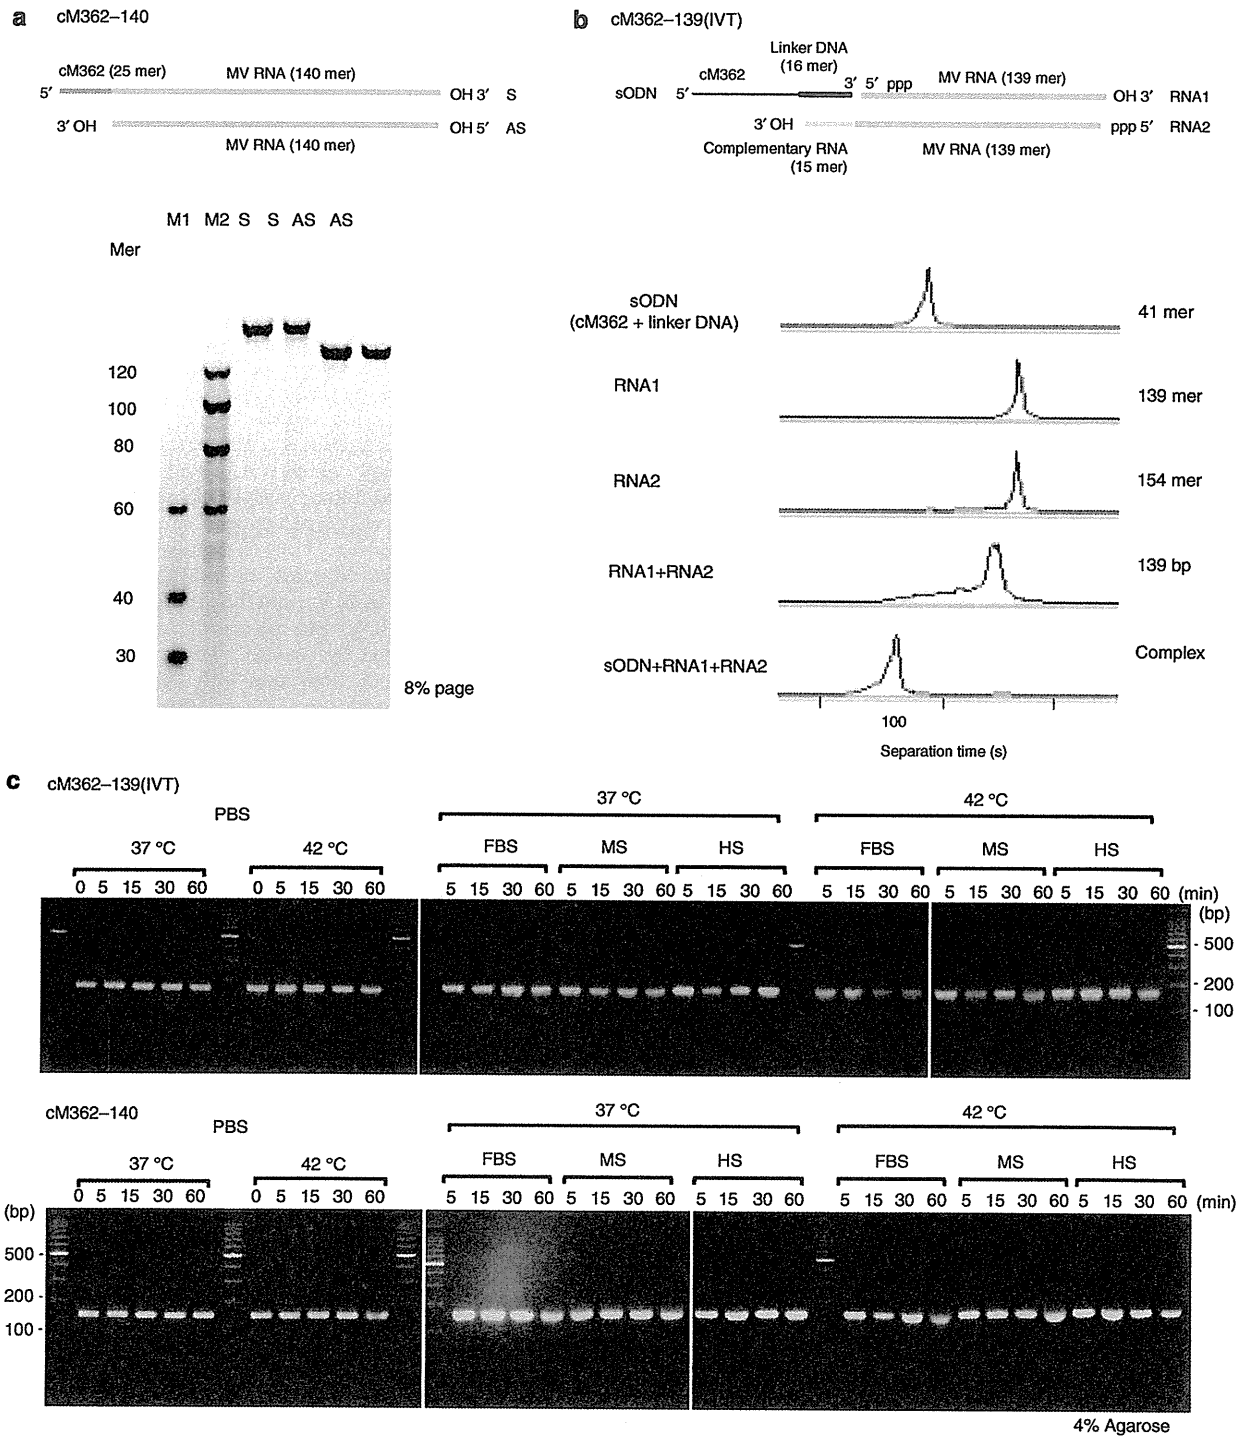 a cM362–140
cM362 (25 mer) MV RNA (140 mer)
5′ OH 3′ S
3′ OH OH 5′ AS
MV RNA (140 mer)
M1 M2 S S AS AS
Mer
120
100
80
60
40
30
8% page
b cM362–139(IVT)
Linker DNA
(16 mer)
cM362 3′ 5′ ppp MV RNA (139 mer)
sODN 5′ OH 3′ RNA1
3′ OH ppp 5′ RNA2
Complementary RNA
(15 mer)
MV RNA (139 mer)
sODN
(cM362 + linker DNA)
41 mer
RNA1
139 mer
RNA2
154 mer
RNA1+RNA2
139 bp
sODN+RNA1+RNA2
Complex
100
Separation time (s)
c cM362–139(IVT)
PBS 37 °C 42 °C
37 °C 42 °C FBS MS HS FBS MS HS
0 5 15 30 60 0 5 15 30 60 5 15 30 60 5 15 30 60 5 15 30 60 5 15 30 60 5 15 30 60 5 15 30 60 (min)
(bp)
- 500
- 200
- 100
cM362–140
PBS 37 °C 42 °C
37 °C 42 °C FBS MS HS FBS MS HS
0 5 15 30 60 0 5 15 30 60 5 15 30 60 5 15 30 60 5 15 30 60 5 15 30 60 5 15 30 60 5 15 30 60 (min)
(bp)
500 -
200 -
100 -
4% Agarose